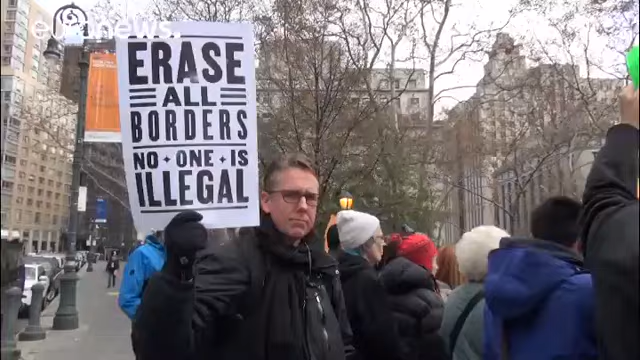 euronews.
ERASE
ALL
BORDERS
NO • ONE • IS
ILLEGAL